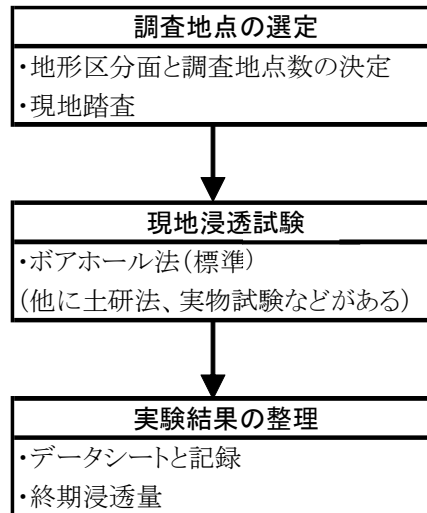 調査地点の選定
・地形区分面と調査地点数の決定
・現地踏査
現地浸透試験
・ボアホール法(標準)
(他に土研法、実物試験などがある)
実験結果の整理
・データシートと記録
・終期浸透量